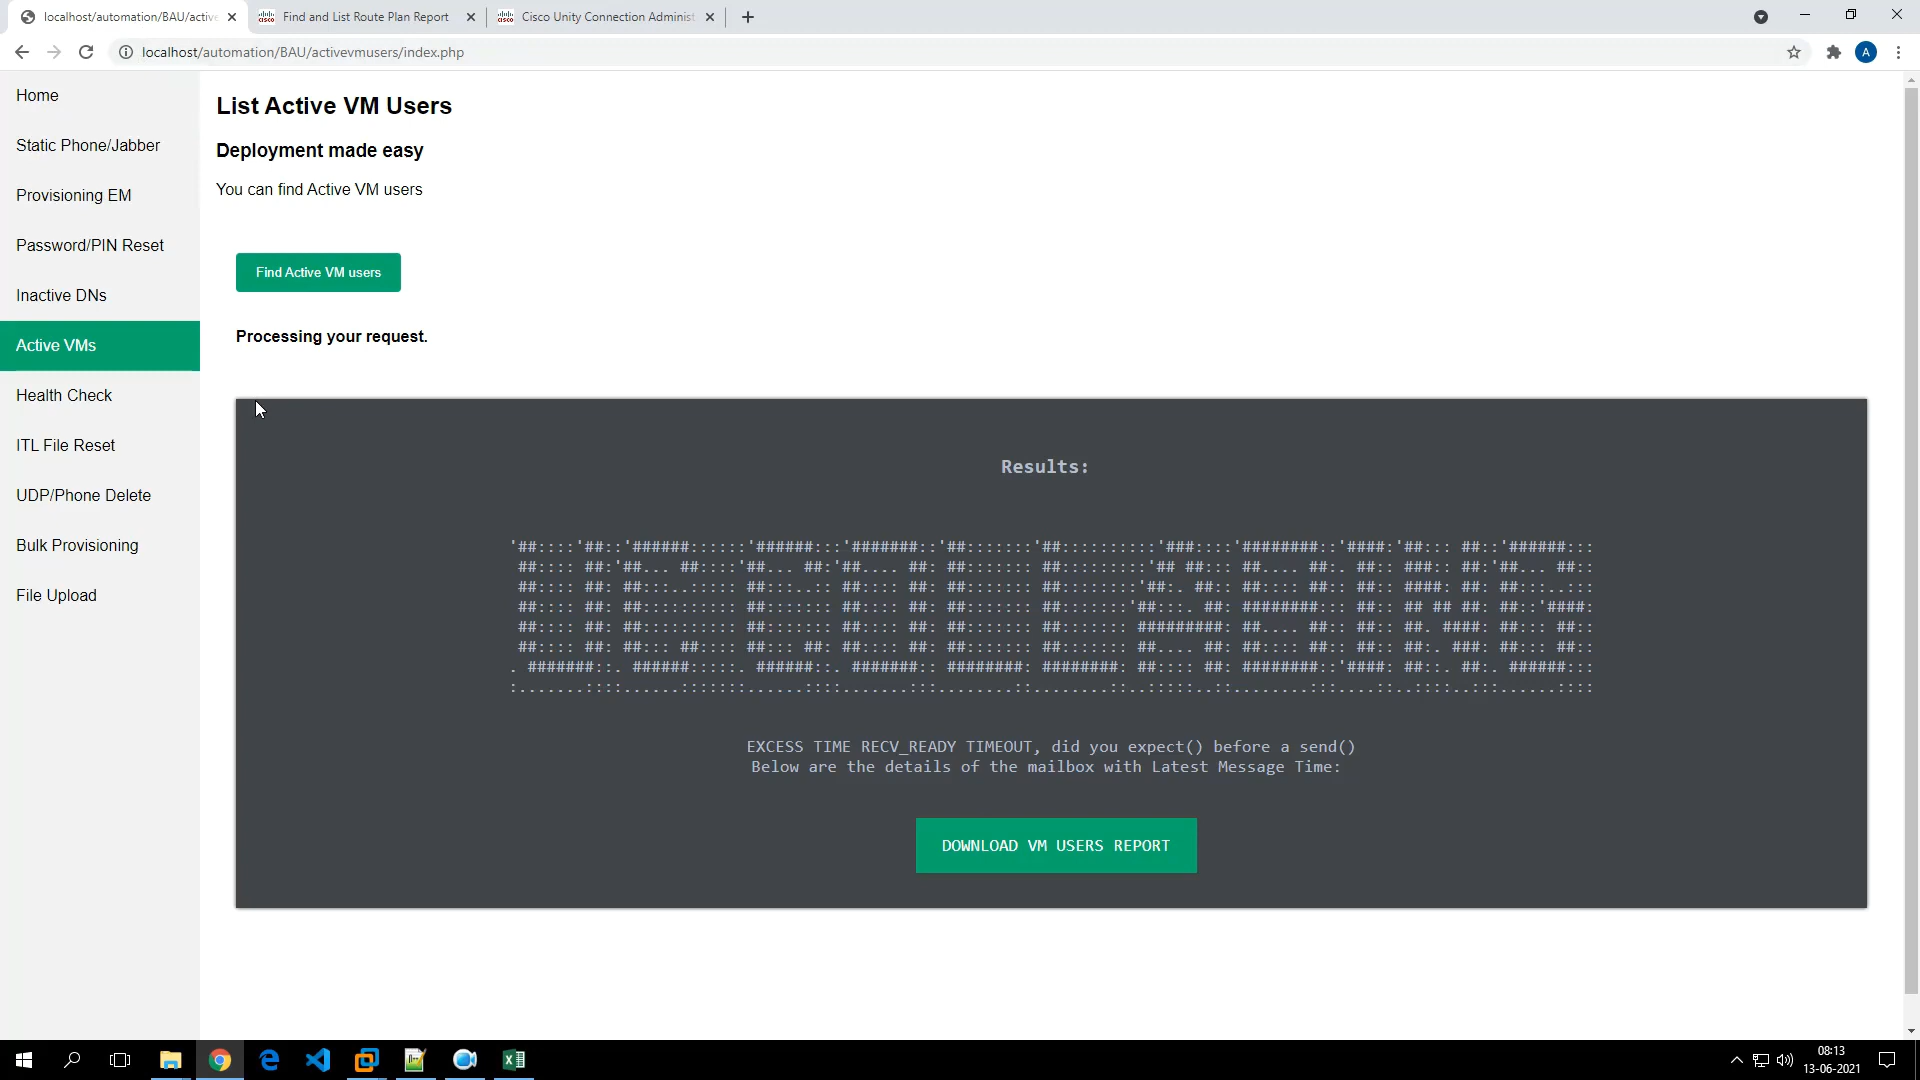 localhost/automation/BAU/active
Find and List Route Plan Report
Cisco Unity Connection Administ
localhost/automation/BAU/activevmusers/index.php
A
Home
Static Phone/Jabber
Provisioning EM
Password/PIN Reset
Inactive DNs
Active VMs
Health Check
ITL File Reset
UDP/Phone Delete
Bulk Provisioning
File Upload
List Active VM Users
Deployment made easy
You can find Active VM users
Find Active VM users
Processing your request.
Results:
UC COLLABING
EXCESS TIME RECV_READY TIMEOUT, did you expect() before a send()
Below are the details of the mailbox with Latest Message Time:
DOWNLOAD VM USERS REPORT
08:13
13-06-2021